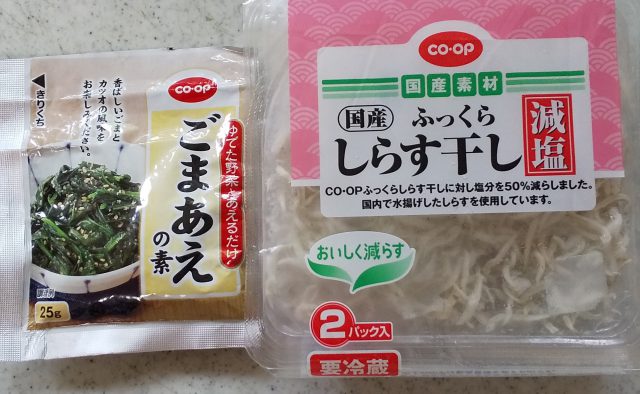 きりくち
香ばしいごまと
カツオの風味を
お楽しみください。
co·op
ゆでた野菜とあえるだけ!
ごまあえの素
調理例
25g
co·op
国産素材
国産
ふっくら
しらす干し
減塩
CO·OPふっくらしらす干しに対し塩分を50%減らしました。
国内で水揚げしたしらすを使用しています。
おいしく減らす
2パック入
要冷蔵